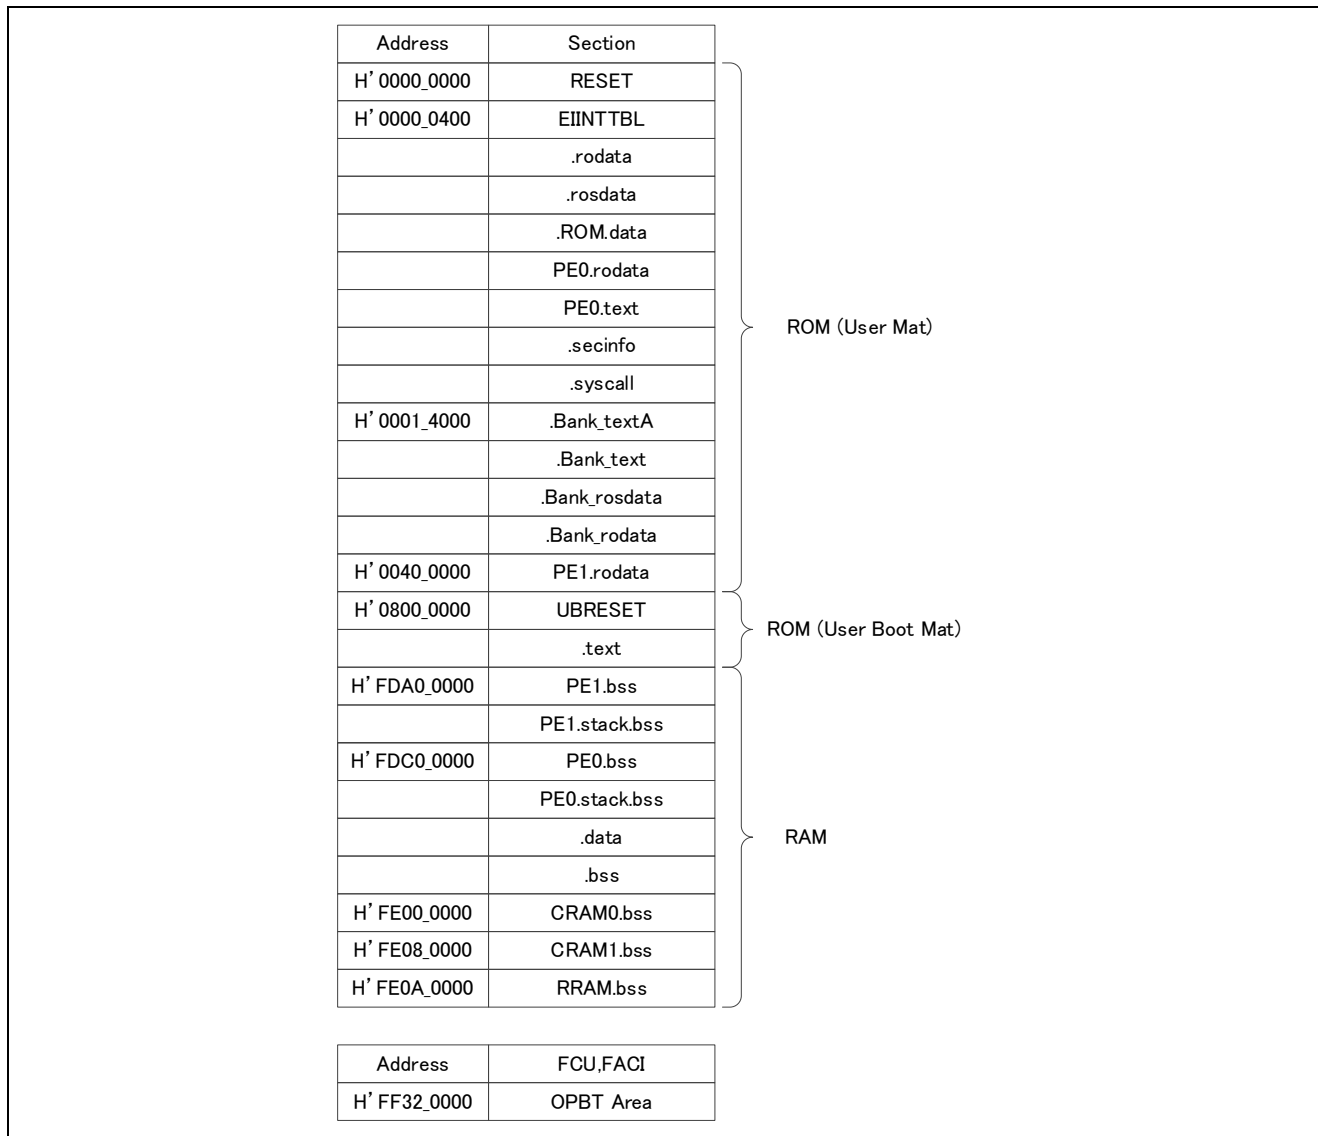 Address Section
H'0000_0000 RESET
H'0000_0400 EIINTTBL
.rodata
.rosdata
.ROM.data
PE0.rodata
PE0.text
ROM (User Mat)
.secinfo
.syscall
H'0001_4000 .Bank_textA
.Bank_text
.Bank_rosdata
.Bank_rodata
H'0040_0000 PE1.rodata
H'0800_0000 UBRESET
ROM (User Boot Mat)
.text
H'FDA0_0000 PE1.bss
PE1.stack.bss
H'FDC0_0000 PE0.bss
PE0.stack.bss
.data RAM
.bss
H'FE00_0000 CRAM0.bss
H'FE08_0000 CRAM1.bss
H'FE0A_0000 RRAM.bss
Address FCU,FACI
H'FF32_0000 OPBT Area